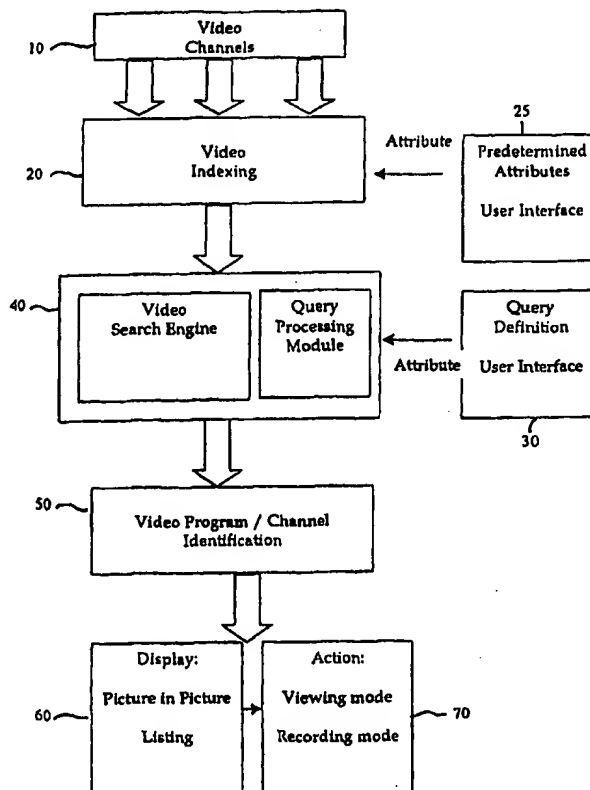 10
Video
Channels
25
Attribute
Predetermined
Attributes
User Interface
20
Video
Indexing
40
Video
Search Engine
Query
Processing
Module
Attribute
Query
Definition
User Interface
30
50
Video Program / Channel
Identification
60
Display:
Picture in Picture
Listing
Action:
Viewing mode
Recording mode
70